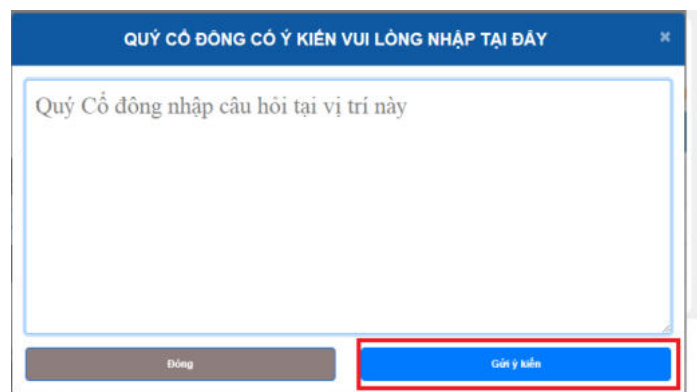 QUÝ CỔ ĐÔNG CÓ Ý KIẾN VUI LÒNG NHẬP TẠI ĐÂY
×
Quý Cổ đông nhập câu hỏi tại vị trí này
Đóng
Gửi ý kiến